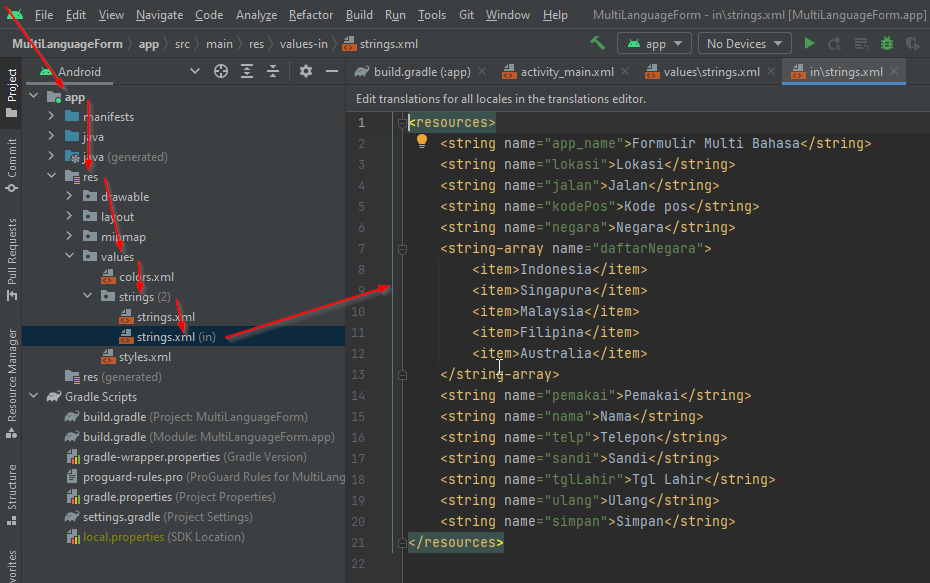 File Edit View Navigate Code Analyze Refactor Build Run Tools Git Window Help MultiLanguageForm - in\strings.xml [MultiLanguageForm.app]
MultiLanguageForm app src main res values-in strings.xml app No Devices
Project
Commit
Pull Requests
Resource Manager
Structure
Android
app
manifests
java
java (generated)
res
drawable
layout
mipmap
values
colors.xml
strings (2)
strings.xml
strings.xml (in)
styles.xml
res (generated)
Gradle Scripts
build.gradle (Project: MultiLanguageForm)
build.gradle (Module: MultiLanguageForm.app)
gradle-wrapper.properties (Gradle Version)
proguard-rules.pro (ProGuard Rules for MultiLang
gradle.properties (Project Properties)
settings.gradle (Project Settings)
local.properties (SDK Location)
build.gradle (:app) activity_main.xml values\strings.xml in\strings.xml
Edit translations for all locales in the translations editor.
1 <resources>
2 <string name="app_name">Formulir Multi Bahasa</string>
3 <string name="lokasi">Lokasi</string>
4 <string name="jalan">Jalan</string>
5 <string name="kodePos">Kode pos</string>
6 <string name="negara">Negara</string>
7 <string-array name="daftarNegara">
8 <item>Indonesia</item>
9 <item>Singapura</item>
10 <item>Malaysia</item>
11 <item>Filipina</item>
12 <item>Australia</item>
13 </string-array>
14 <string name="pemakai">Pemakai</string>
15 <string name="nama">Nama</string>
16 <string name="telp">Telepon</string>
17 <string name="sandi">Sandi</string>
18 <string name="tglLahir">Tgl Lahir</string>
19 <string name="ulang">Ulang</string>
20 <string name="simpan">Simpan</string>
21 </resources>
22